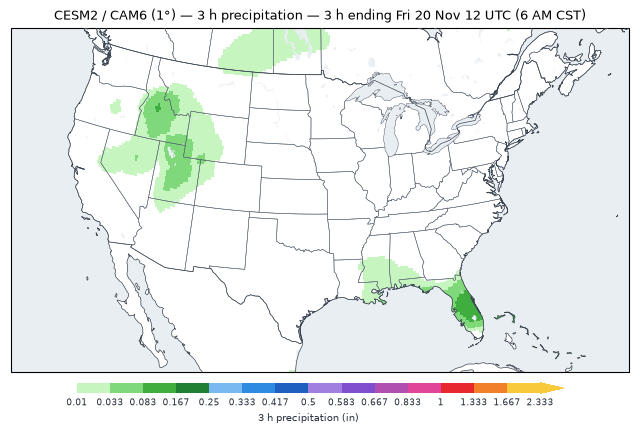 CESM2 / CAM6 (1°) — 3 h precipitation — 3 h ending Fri 20 Nov 12 UTC (6 AM CST)
0.01 0.033 0.083 0.167 0.25 0.333 0.417 0.5 0.583 0.667 0.833 1 1.333 1.667 2.333
3 h precipitation (in)